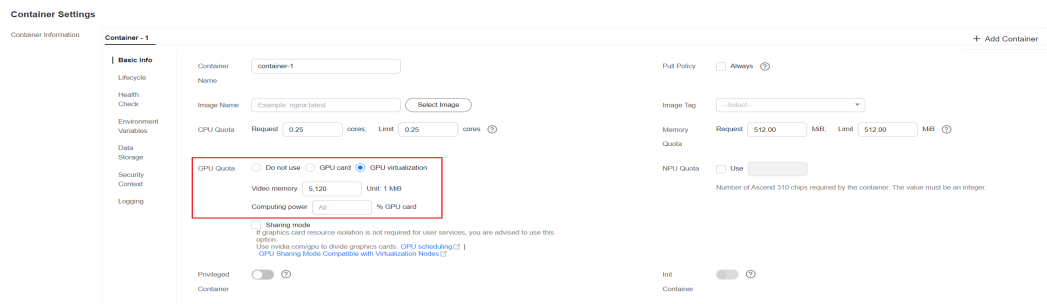 Container Settings
Container Information
Container - 1
+ Add Container
Basic Info
Lifecycle
Health
Check
Environment
Variables
Data
Storage
Security
Context
Logging
Container
Name
container-1
Pull Policy
Always
Image Name
Example: nginx:latest
Select Image
Image Tag
--Select--
CPU Quota
Request 0.25 cores; Limit 0.25 cores
Memory
Quota
Request 512.00 MiB; Limit 512.00 MiB
GPU Quota
Do not use GPU card GPU virtualization
Video memory 5,120 Unit: 1 MiB
Computing power All % GPU card
NPU Quota
Use
Number of Ascend 310 chips required by the container. The value must be an integer.
Sharing mode
If graphics card resource isolation is not required for user services, you are advised to use this
option.
Use nvidia.com/gpu to divide graphics cards. GPU scheduling |
GPU Sharing Mode Compatible with Virtualization Nodes
Privileged
Container
Init
Container